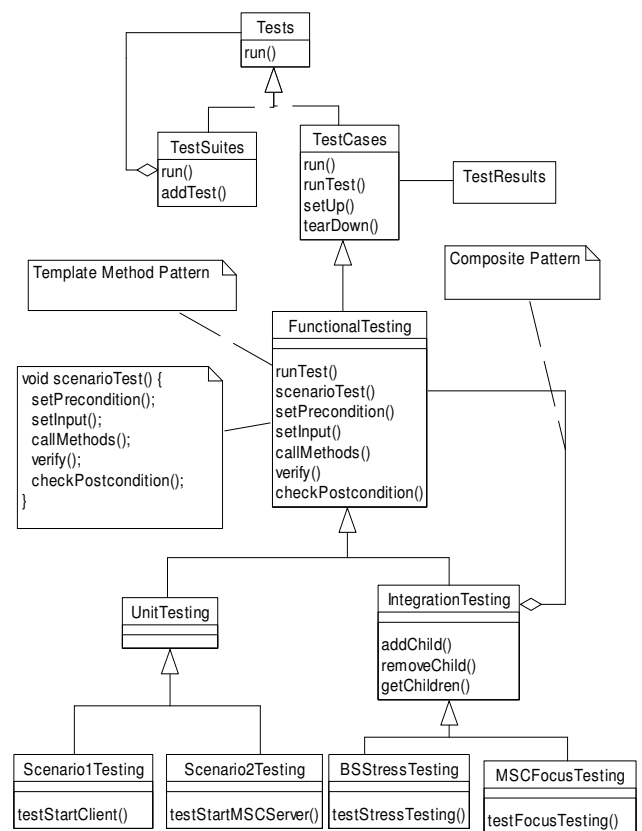 Tests
run()
TestSuites
run()
addTest()
TestCases
run()
runTest()
setUp()
tearDown()
TestResults
Template Method Pattern
Composite Pattern
FunctionalTesting
runTest()
scenarioTest()
setPrecondition()
setInput()
callMethods()
verify()
checkPostcondition()
void scenarioTest() {
setPrecondition();
setInput();
callMethods();
verify();
checkPostcondition();
}
UnitTesting
IntegrationTesting
addChild()
removeChild()
getChildren()
Scenario1Testing
testStartClient()
Scenario2Testing
testStartMSCServer()
BSStressTesting
testStressTesting()
MSCFocusTesting
testFocusTesting()